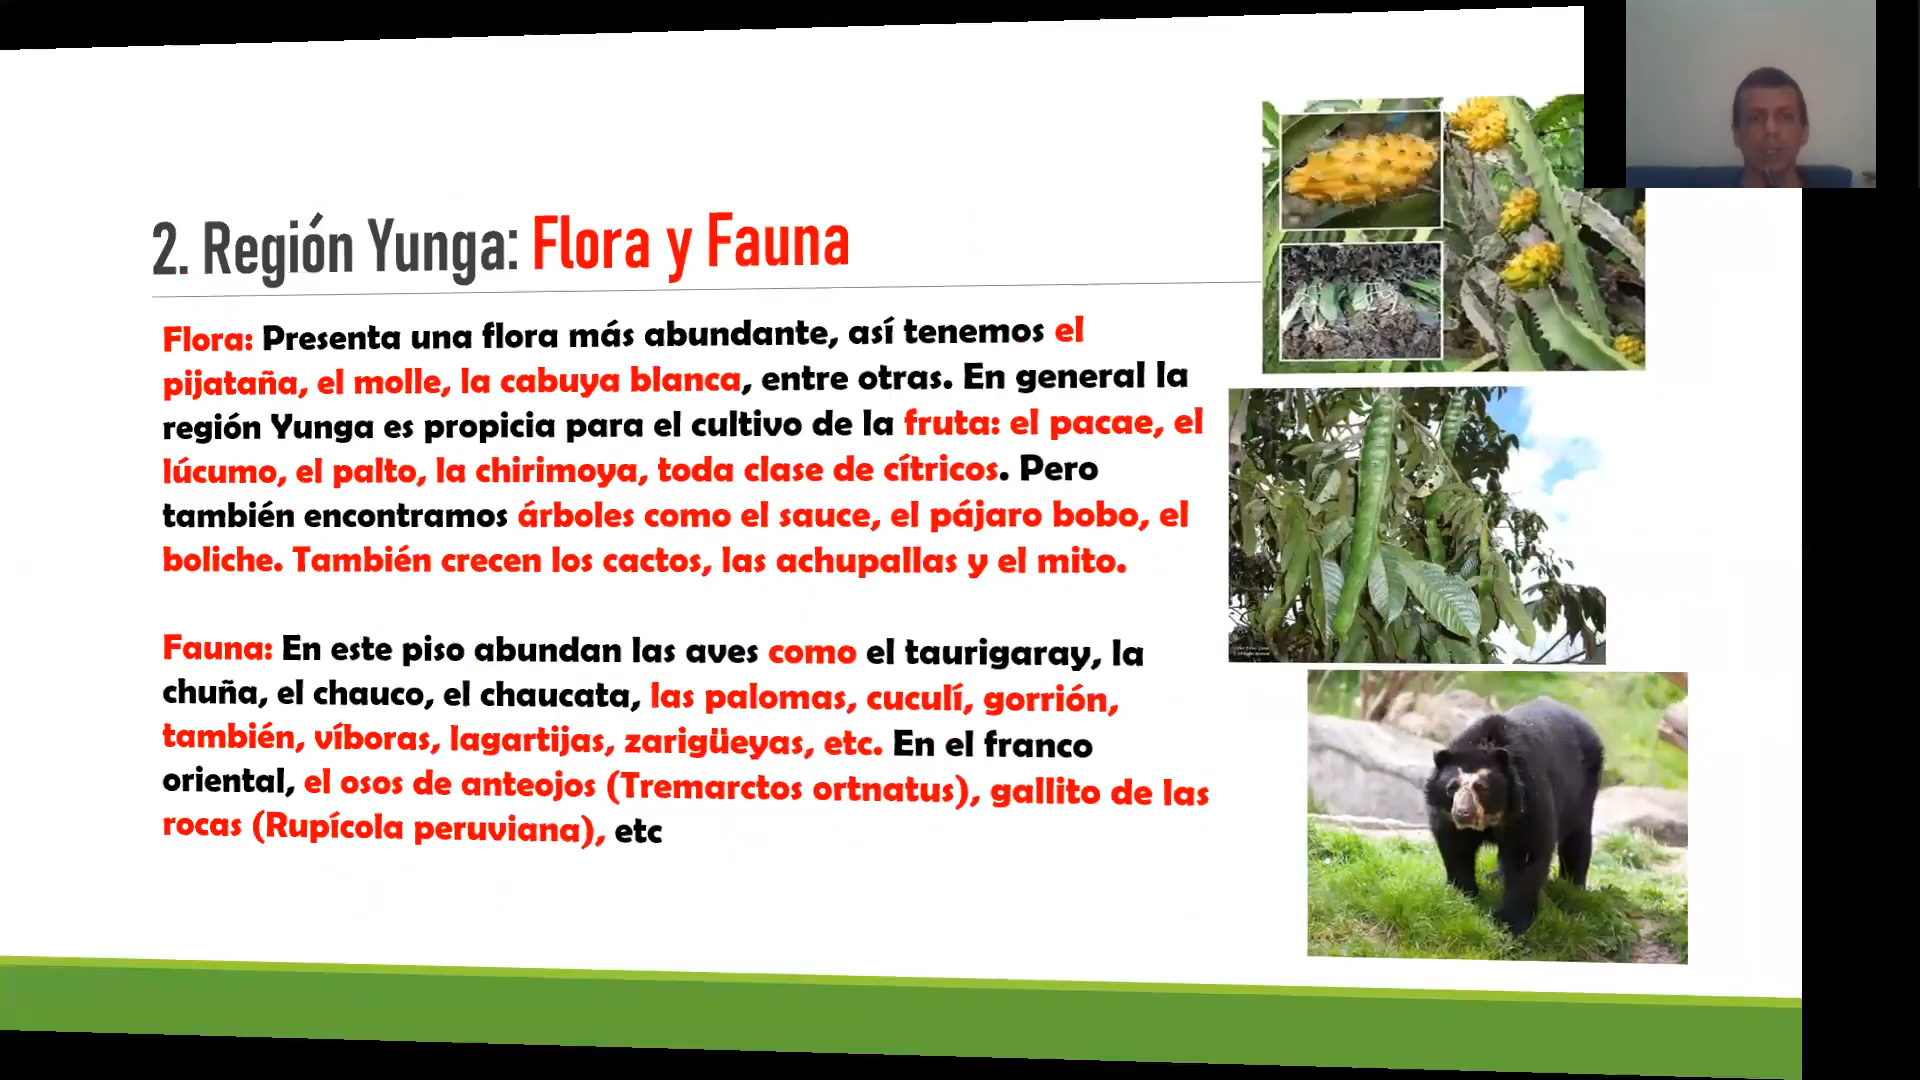 2. Región Yunga: Flora y Fauna
Flora: Presenta una flora más abundante, así tenemos el
pijataña, el molle, la cabuya blanca, entre otras. En general la
región Yunga es propicia para el cultivo de la fruta: el pacae, el
lúcumo, el palto, la chirimoya, toda clase de cítricos. Pero
también encontramos árboles como el sauce, el pájaro bobo, el
boliche. También crecen los cactos, las achupallas y el mito.
Fauna: En este piso abundan las aves como el taurigaray, la
chuña, el chauco, el chaucata, las palomas, cuculí, gorrión,
también, víboras, lagartijas, zarigüeyas, etc. En el franco
oriental, el osos de anteojos (Tremarctos ortnatus), gallito de las
rocas (Rupícola peruviana), etc